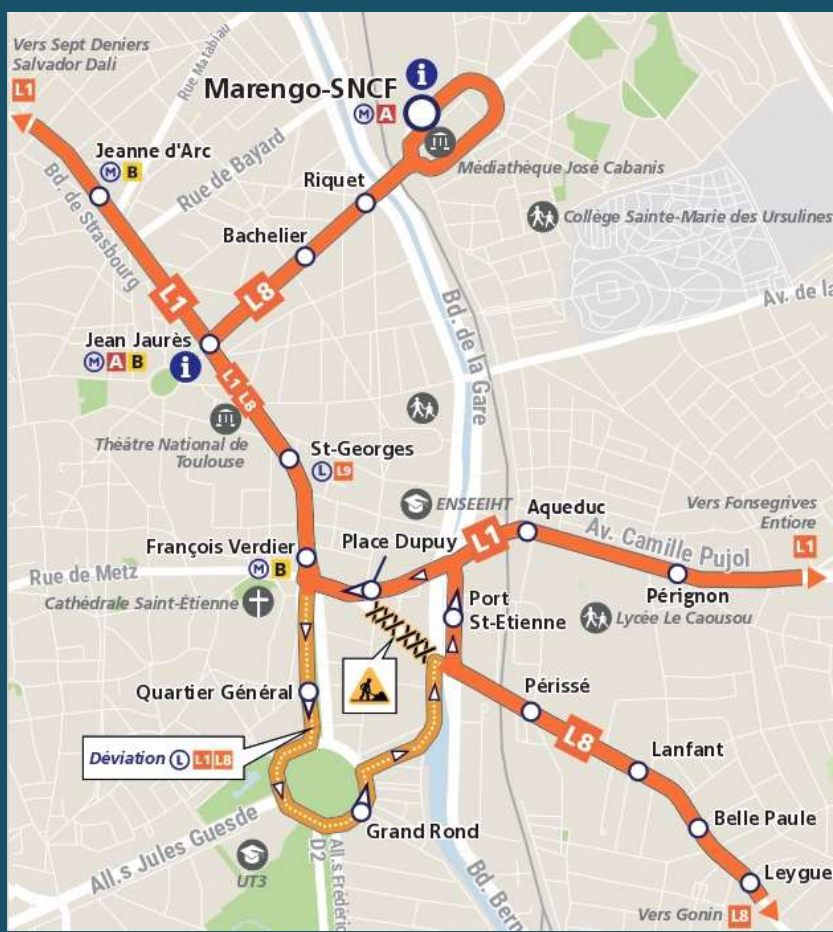 Vers Sept Deniers
Salvador Dali
L1
Rue Matabiau
Marengo-SNCF
i
M A
Médiathèque José Cabanis
Jeanne d'Arc
M B
Rue de Bayard
Riquet
Collège Sainte-Marie des Ursulines
Bd. de Strasbourg
Bachelier
L1
L8
Av. de la
Jean Jaurès
M A B
i
L1 L8
Bd. de la Gare
Théâtre National de
Toulouse
St-Georges
L L9
ENSEEIHT
Aqueduc
Vers Fonsegrives
Entiore
L1
François Verdier
M B
Place Dupuy
L1
Av. Camille Pujol
Rue de Metz
Cathédrale Saint-Étienne
Port
St-Etienne
Pérignon
Lycée Le Caousou
Quartier Général
Périssé
L8
Déviation L L1 L8
Lanfant
Grand Rond
Belle Paule
All.s Jules Guesde
D2
All.s Frédéric
UT3
Leygue
Bd. Bern
Vers Gonin L8